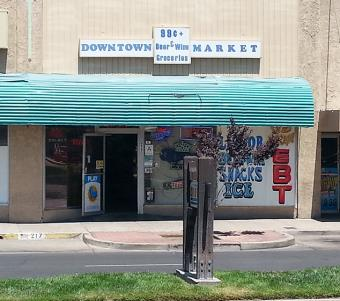 99¢+
DOWNTOWN Beer & Wine MARKET
Groceries
SNACKS
ICE
EBT
PLAY
A
217